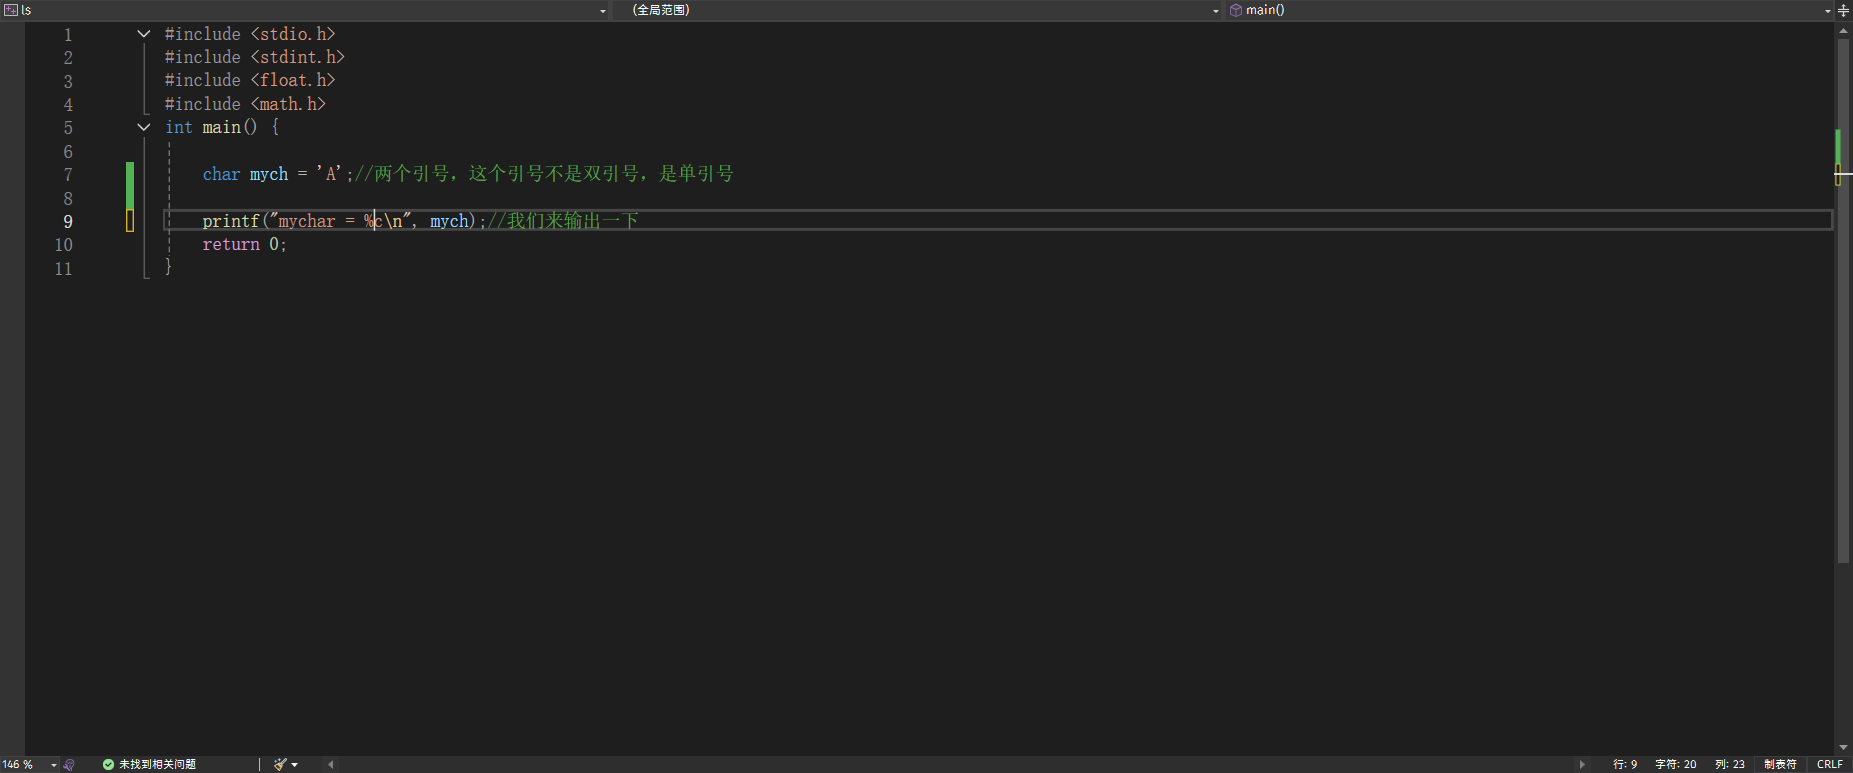 ls (全局范围) main()
1 #include <stdio.h>
2 #include <stdint.h>
3 #include <float.h>
4 #include <math.h>
5 int main() {
6
7 char mych = 'A';//两个引号，这个引号不是双引号，是单引号
8
9 printf("mychar = %c\n", mych);//我们来输出一下
10 return 0;
11 }
146 % 未找到相关问题 行: 9 字符: 20 列: 23 制表符 CRLF